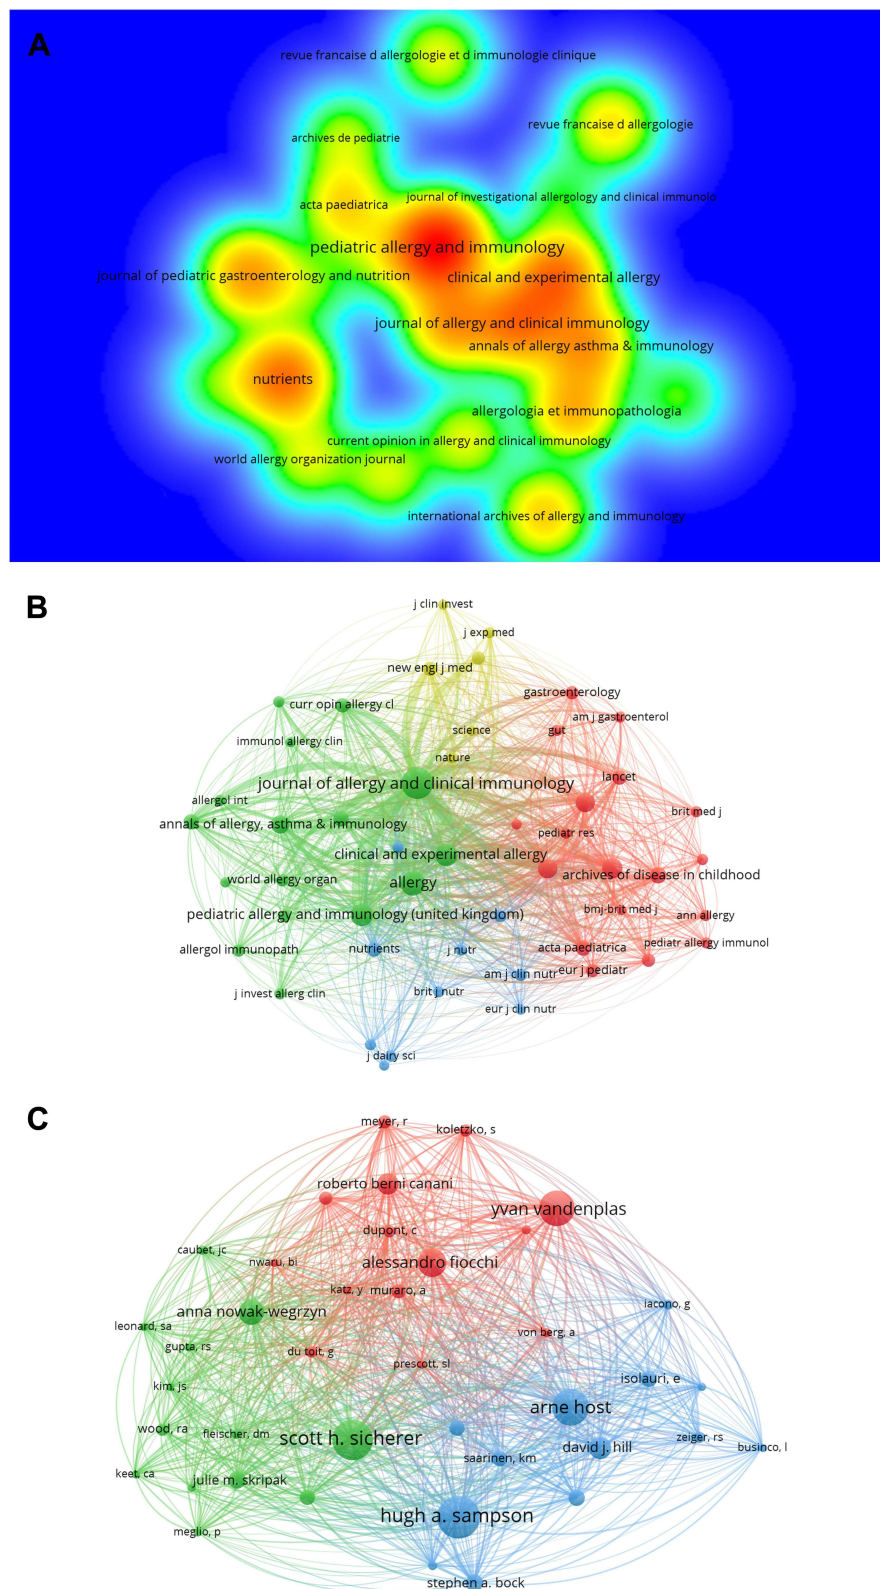 A
revue francaise d allergologie et d immunologie clinique
revue francaise d allergologie
archives de pediatrie
journal of investigational allergology and clinical immunolo
acta paediatrica
pediatric allergy and immunology
journal of pediatric gastroenterology and nutrition
clinical and experimental allergy
journal of allergy and clinical immunology
annals of allergy asthma & immunology
nutrients
allergologia et immunopathologia
current opinion in allergy and clinical immunology
world allergy organization journal
international archives of allergy and immunology
B
j clin invest
j exp med
new engl j med
gastroenterology
curr opin allergy cl
am j gastroenterol
science
gut
immunol allergy clin
nature
lancet
journal of allergy and clinical immunology
allergol int
brit med j
annals of allergy, asthma & immunology
pediatr res
clinical and experimental allergy
archives of disease in childhood
world allergy organ
allergy
bmj-brit med j
pediatric allergy and immunology (united kingdom)
ann allergy
allergol immunopath
nutrients
j nutr
acta paediatrica
pediatr allergy immunol
am j clin nutr
eur j pediatr
j invest allerg clin
brit j nutr
eur j clin nutr
j dairy sci
C
meyer, r
koletzko, s
roberto berni canani
yvan vandenplas
dupont, c
caubet, jc
nwaru, bi
alessandro fiocchi
katz, y
muraro, a
iacono, g
anna nowak-wegrzyn
leonard, sa
von berg, a
gupta, rs
du toit, g
prescott, sl
isolauri, e
kim, js
arne host
wood, ra
fleischer, dm
scott h. sicherer
zeiger, rs
david j. hill
businco, l
saarinen, km
keet, ca
julie m. skripak
hugh a. sampson
meglio, p
stephen a. bock